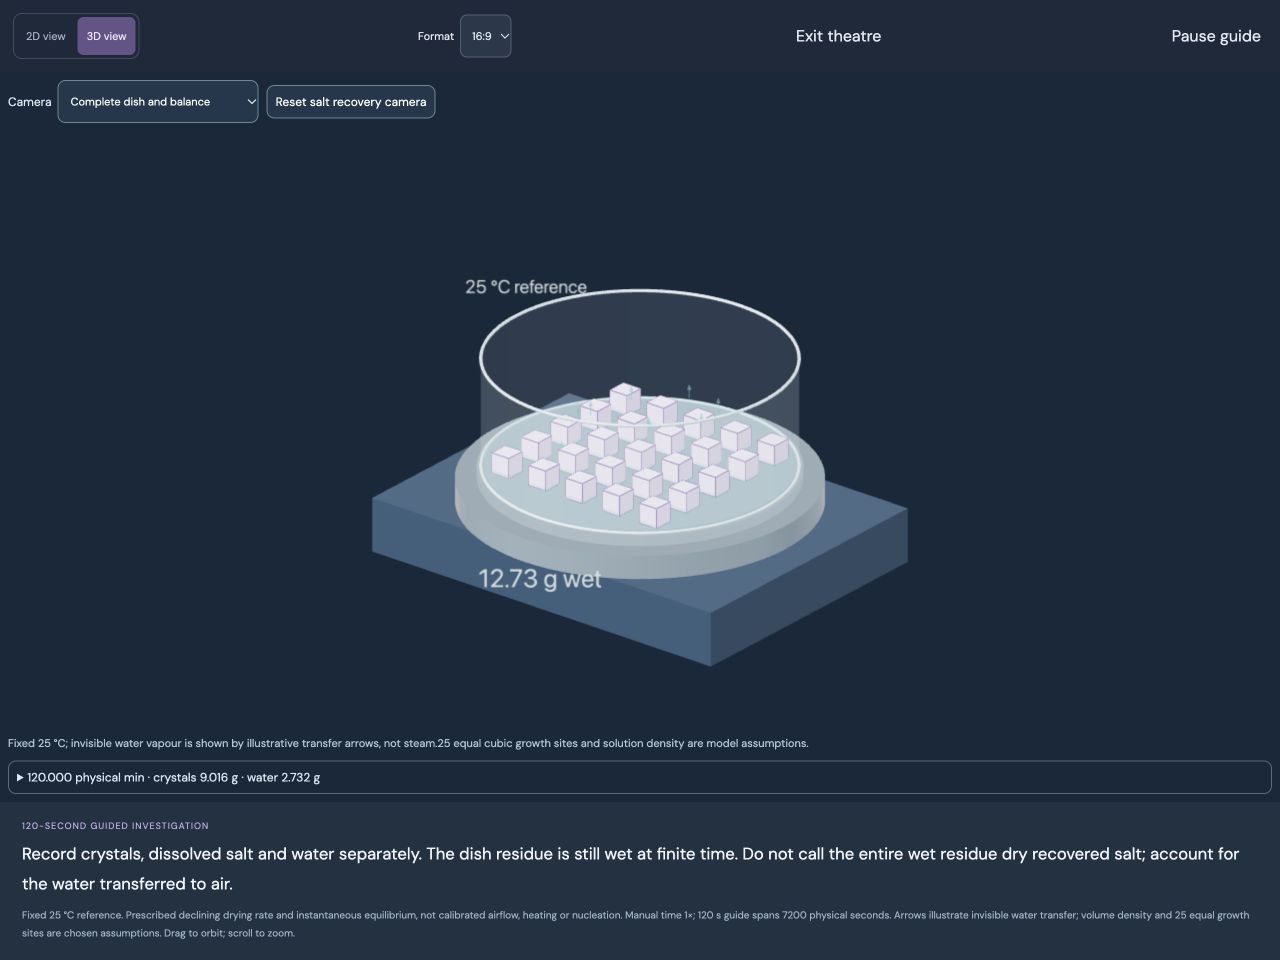 2D view
3D view
Format
16:9
Exit theatre
Pause guide
Camera
Complete dish and balance
Reset salt recovery camera
25 °C reference
12.73 g wet
Fixed 25 °C; invisible water vapour is shown by illustrative transfer arrows, not steam.25 equal cubic growth sites and solution density are model assumptions.
▶ 120.000 physical min · crystals 9.016 g · water 2.732 g
120-SECOND GUIDED INVESTIGATION
Record crystals, dissolved salt and water separately. The dish residue is still wet at finite time. Do not call the entire wet residue dry recovered salt; account for
the water transferred to air.
Fixed 25 °C reference. Prescribed declining drying rate and instantaneous equilibrium, not calibrated airflow, heating or nucleation. Manual time 1×; 120 s guide spans 7200 physical seconds. Arrows illustrate invisible water transfer; volume density and 25 equal growth
sites are chosen assumptions. Drag to orbit; scroll to zoom.